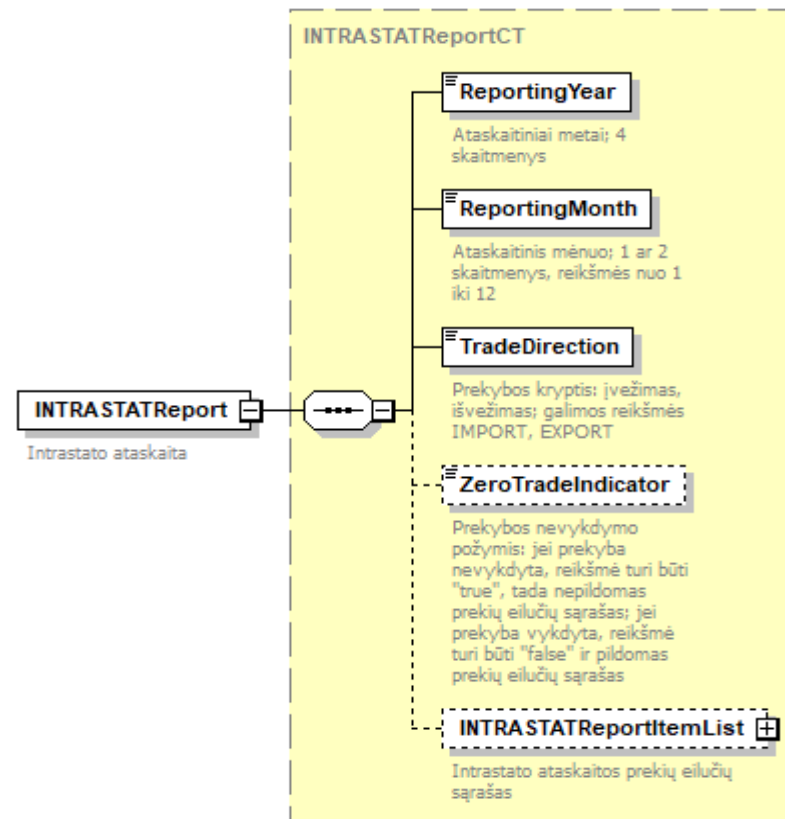 INTRASTATReportCT
ReportingYear
Ataskaitiniai metai; 4
skaitmenys
ReportingMonth
Ataskaitinis mėnuo; 1 ar 2
skaitmenys, reikšmės nuo 1
iki 12
TradeDirection
Prekybos kryptis: įvežimas,
išvežimas; galimos reikšmės
IMPORT, EXPORT
INTRASTATReport
Intrastato ataskaita
ZeroTradeIndicator
Prekybos nevykdymo
požymis: jei prekyba
nevykdyta, reikšmė turi būti
"true", tada nepildomas
prekių eilučių sąrašas; jei
prekyba vykdyta, reikšmė
turi būti "false" ir pildomas
prekių eilučių sąrašas
INTRASTATReportItemList
Intrastato ataskaitos prekių eilučių
sąrašas